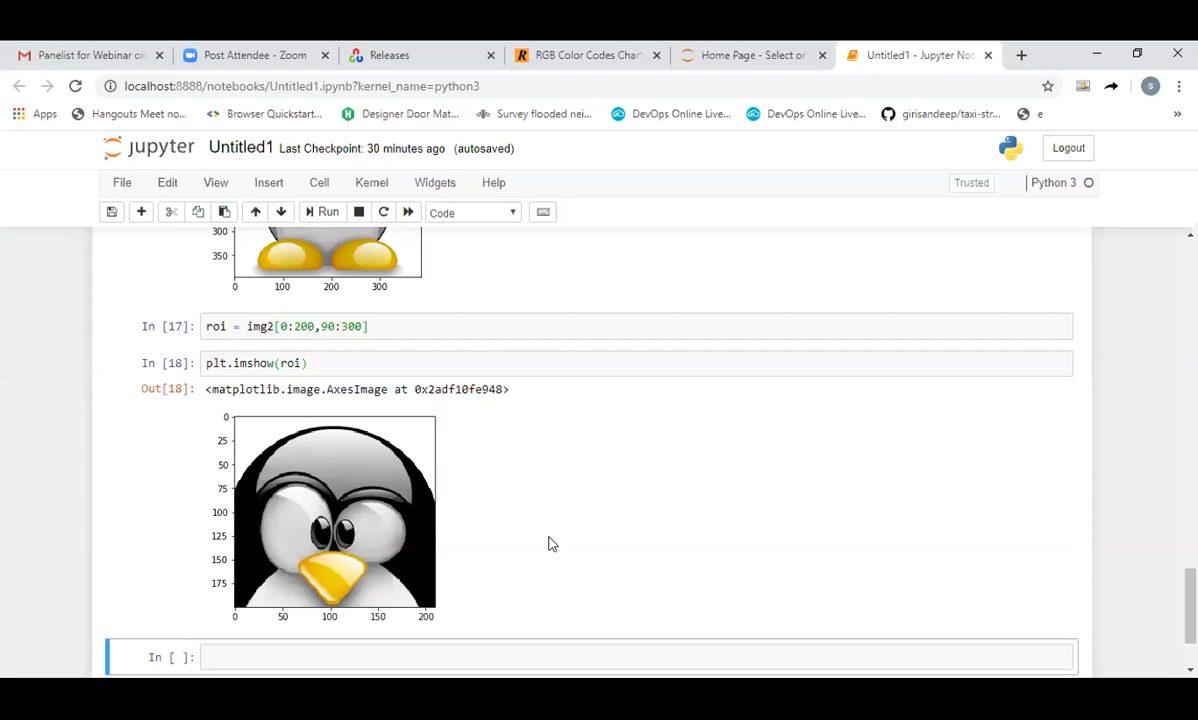 Panelist for Webinar on
Post Attendee - Zoom
Releases
RGB Color Codes Char
Home Page - Select or
Untitled1 - Jupyter Not
localhost:8888/notebooks/Untitled1.ipynb?kernel_name=python3
S
Apps
Hangouts Meet no...
Browser Quickstart...
Designer Door Mat...
Survey flooded nei...
DevOps Online Live...
DevOps Online Live...
girisandeep/taxi-str...
e
»
jupyter Untitled1 Last Checkpoint: 30 minutes ago (autosaved)
Logout
File Edit View Insert Cell Kernel Widgets Help
Trusted
Python 3
Run
Code
300
350
0 100 200 300
In [17]: roi = img2[0:200,90:300]
In [18]: plt.imshow(roi)
Out[18]: <matplotlib.image.AxesImage at 0x2adf10fe948>
0
25
50
75
100
125
150
175
0 50 100 150 200
In [ ]: